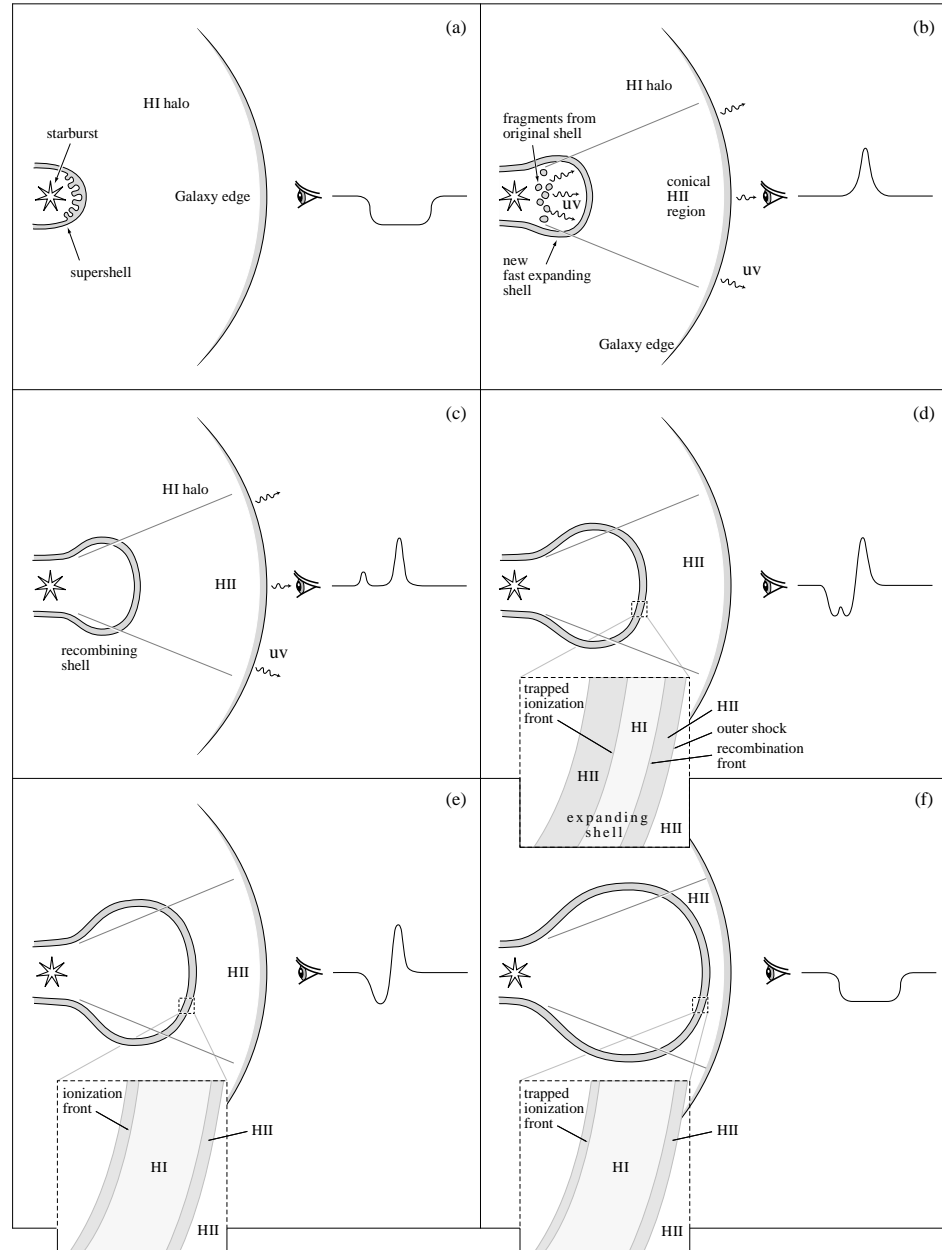 (a)
HI halo
starburst
Galaxy edge
supershell
(b)
HI halo
fragments from
original shell
uv
conical
HII
region
new
fast expanding
shell
uv
Galaxy edge
(c)
HI halo
HII
recombining
shell
uv
(d)
HII
trapped
ionization
front
HI
HII
outer shock
recombination
front
HII
expanding
shell
HII
(e)
HII
ionization
front
HII
HI
HII
(f)
HII
trapped
ionization
front
HII
HI
HII